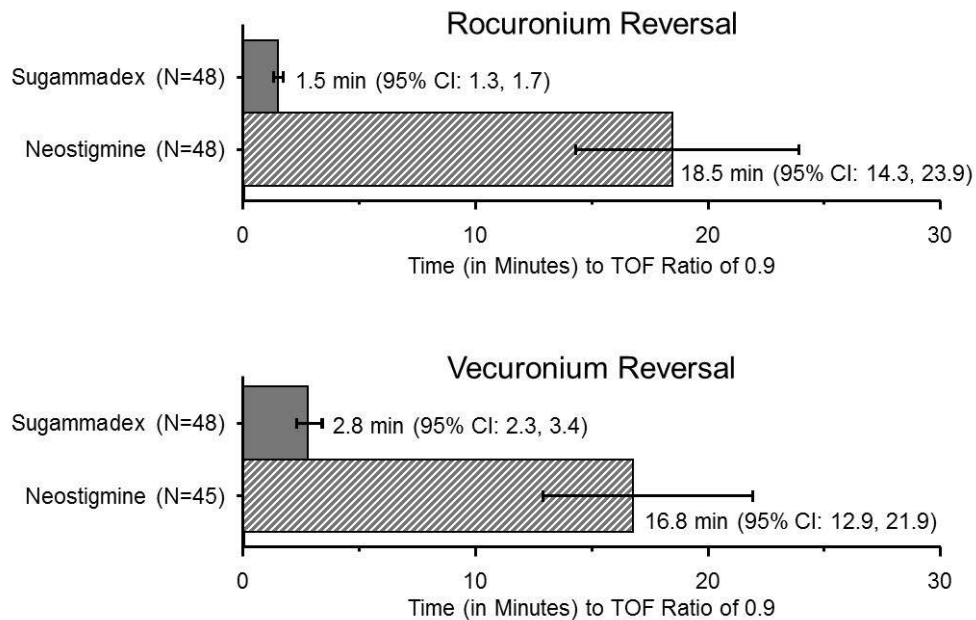 Rocuronium Reversal
Sugammadex (N=48)
1.5 min (95% CI: 1.3, 1.7)
Neostigmine (N=48)
18.5 min (95% CI: 14.3, 23.9)
0 10 20 30
Time (in Minutes) to TOF Ratio of 0.9
Vecuronium Reversal
Sugammadex (N=48)
2.8 min (95% CI: 2.3, 3.4)
Neostigmine (N=45)
16.8 min (95% CI: 12.9, 21.9)
0 10 20 30
Time (in Minutes) to TOF Ratio of 0.9